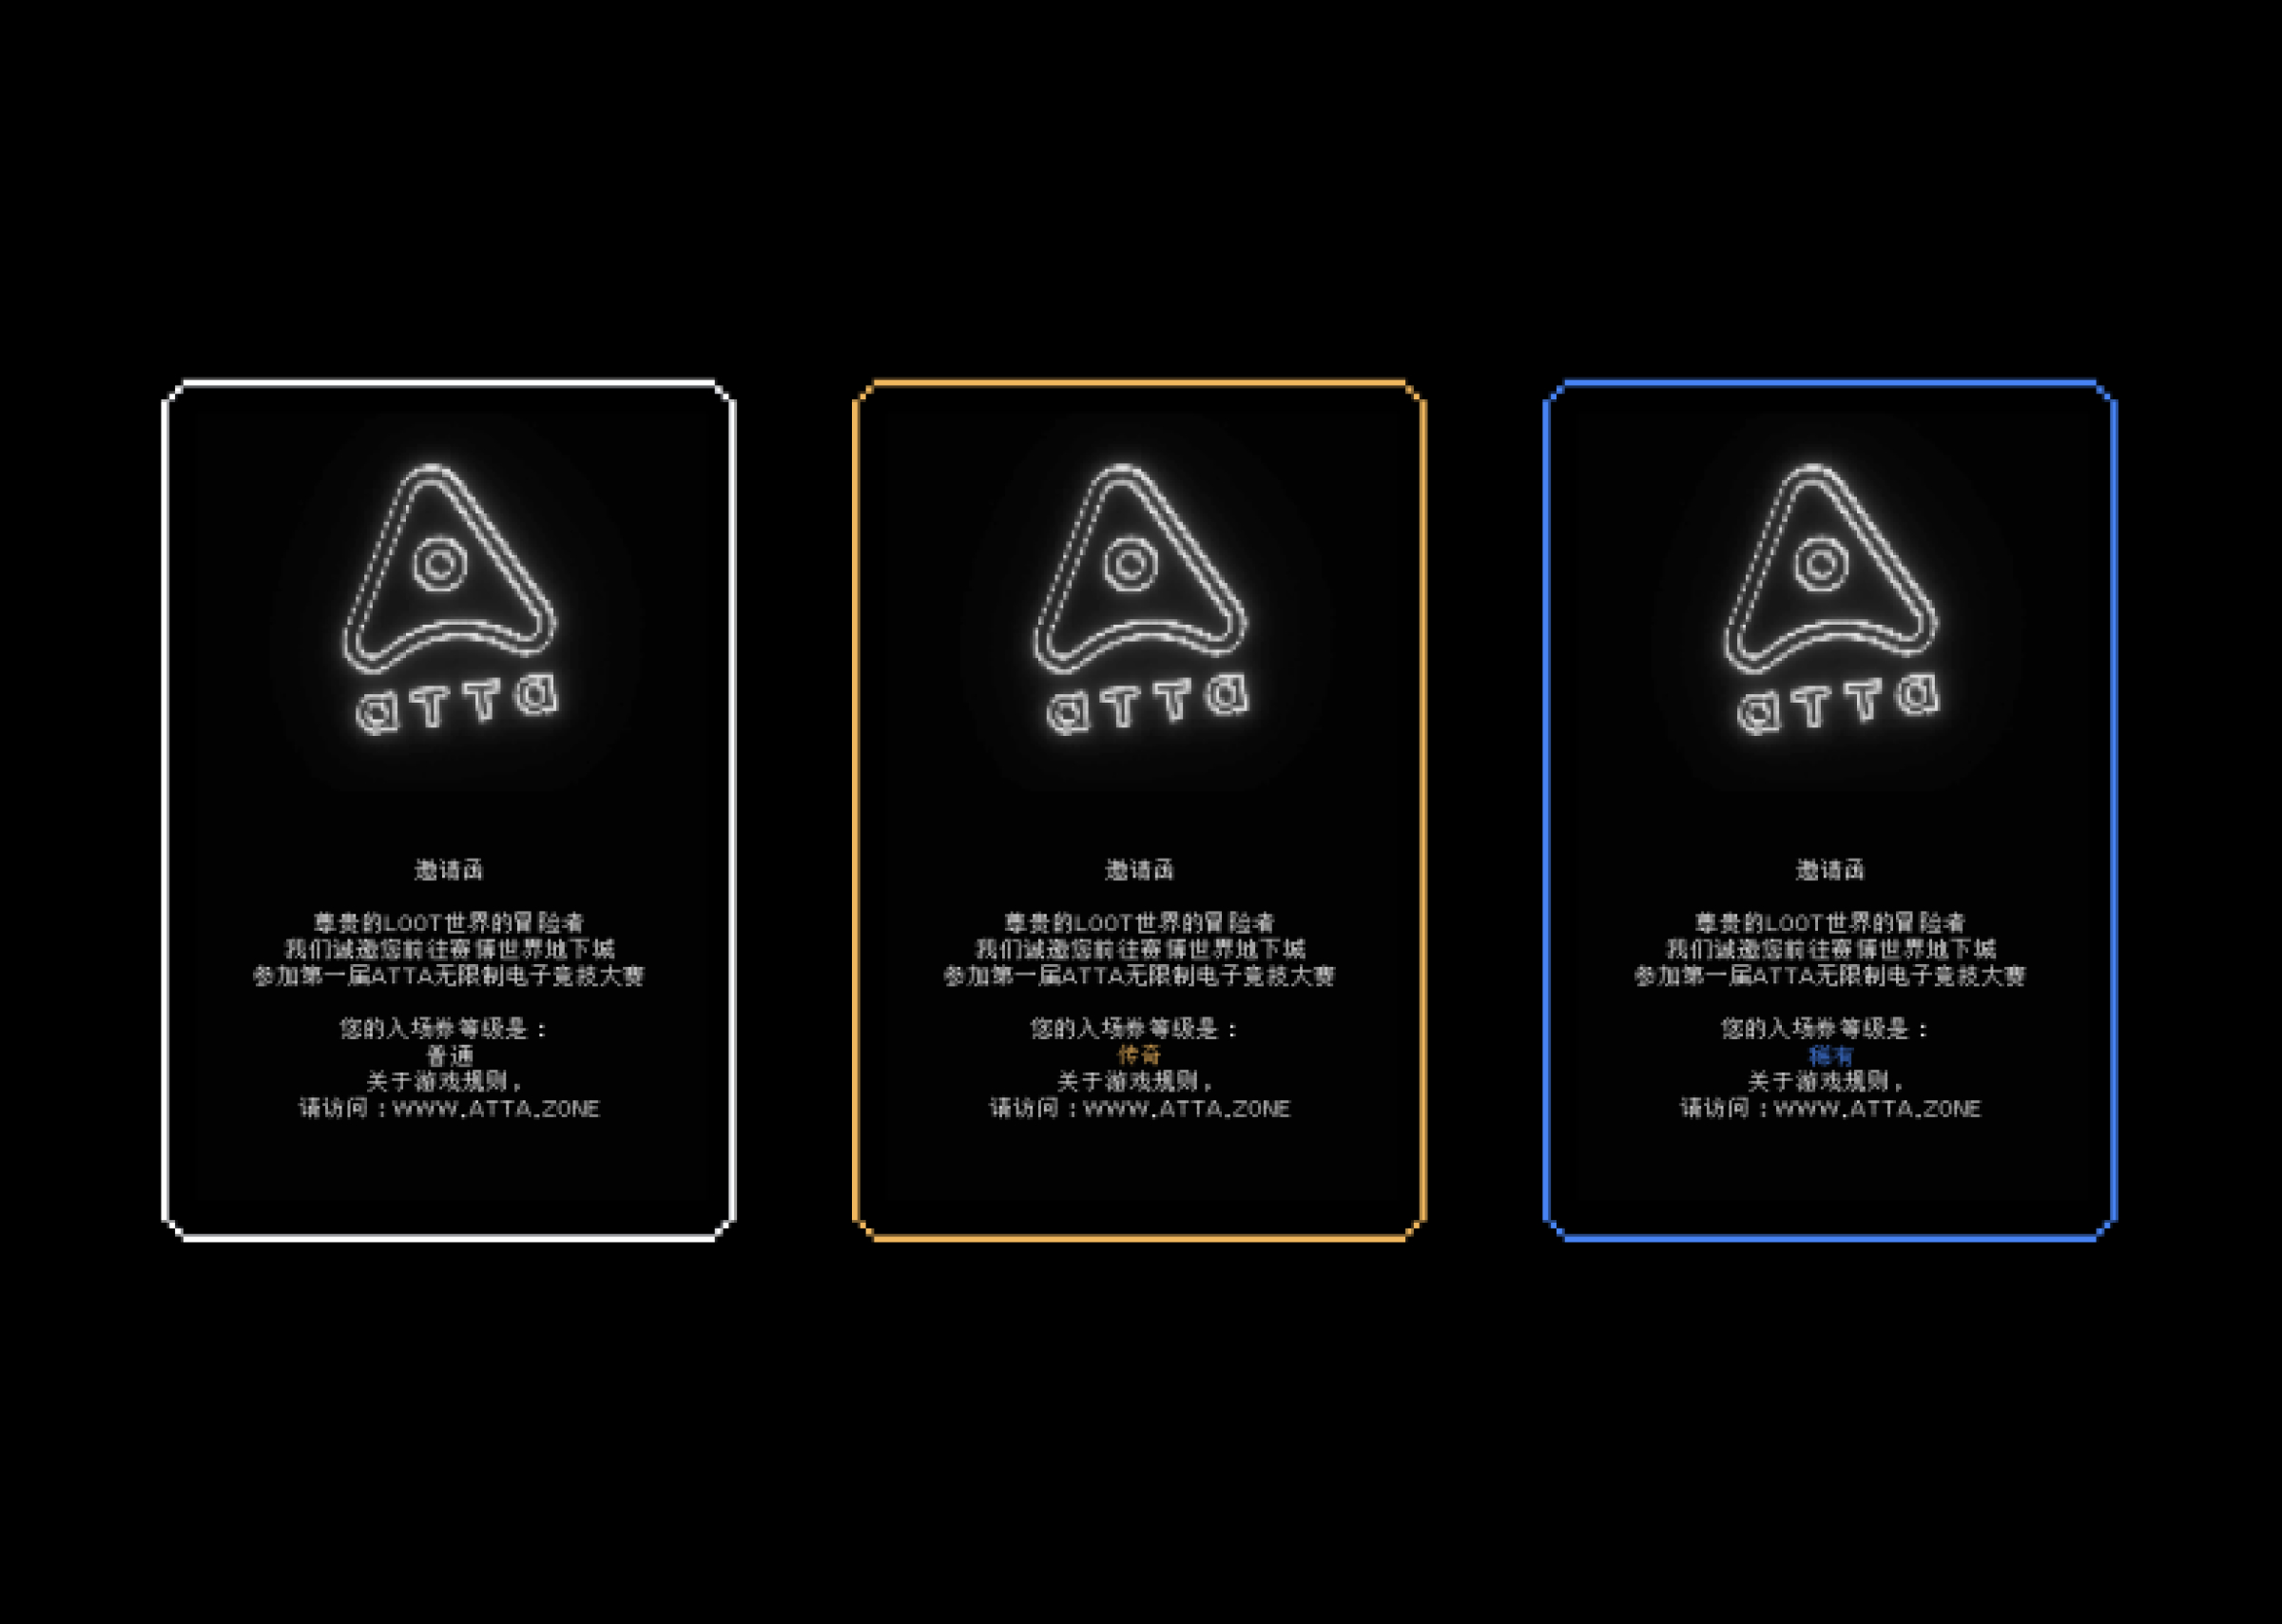 aTTa
邀请函
尊贵的LOOT世界的冒险者
我们诚邀您前往赛博世界地下城
参加第一届ATTA无限制电子竞技大赛
您的入场券等级是：
普通
关于游戏规则，
请访问：WWW.ATTA.ZONE
aTTa
邀请函
尊贵的LOOT世界的冒险者
我们诚邀您前往赛博世界地下城
参加第一届ATTA无限制电子竞技大赛
您的入场券等级是：
传奇
关于游戏规则，
请访问：WWW.ATTA.ZONE
aTTa
邀请函
尊贵的LOOT世界的冒险者
我们诚邀您前往赛博世界地下城
参加第一届ATTA无限制电子竞技大赛
您的入场券等级是：
稀有
关于游戏规则，
请访问：WWW.ATTA.ZONE